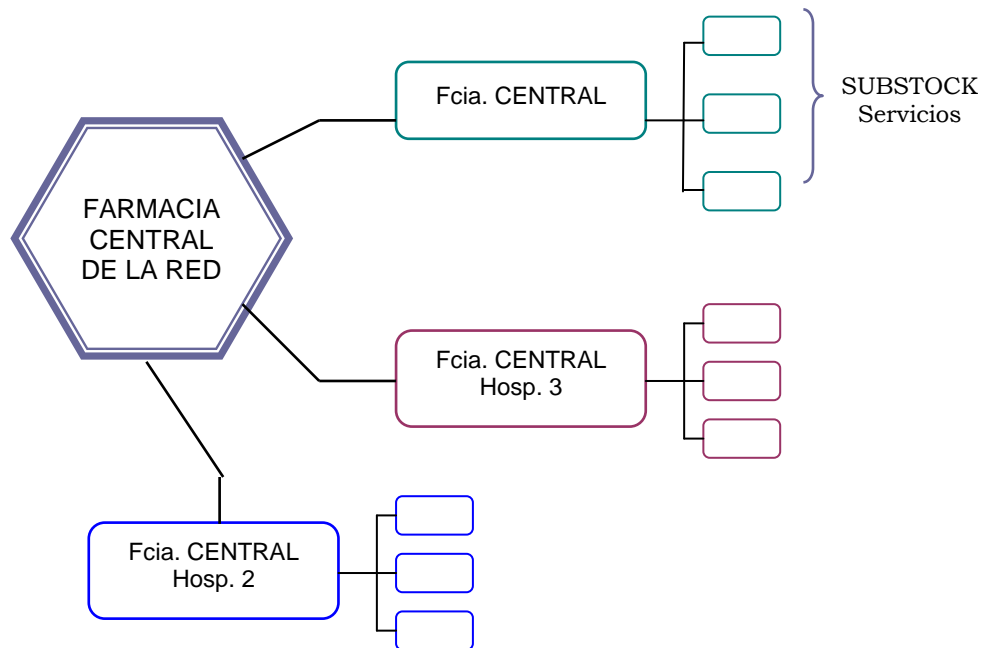 Fcia. CENTRAL
SUBSTOCK
Servicios
FARMACIA
CENTRAL
DE LA RED
Fcia. CENTRAL
Hosp. 3
Fcia. CENTRAL
Hosp. 2